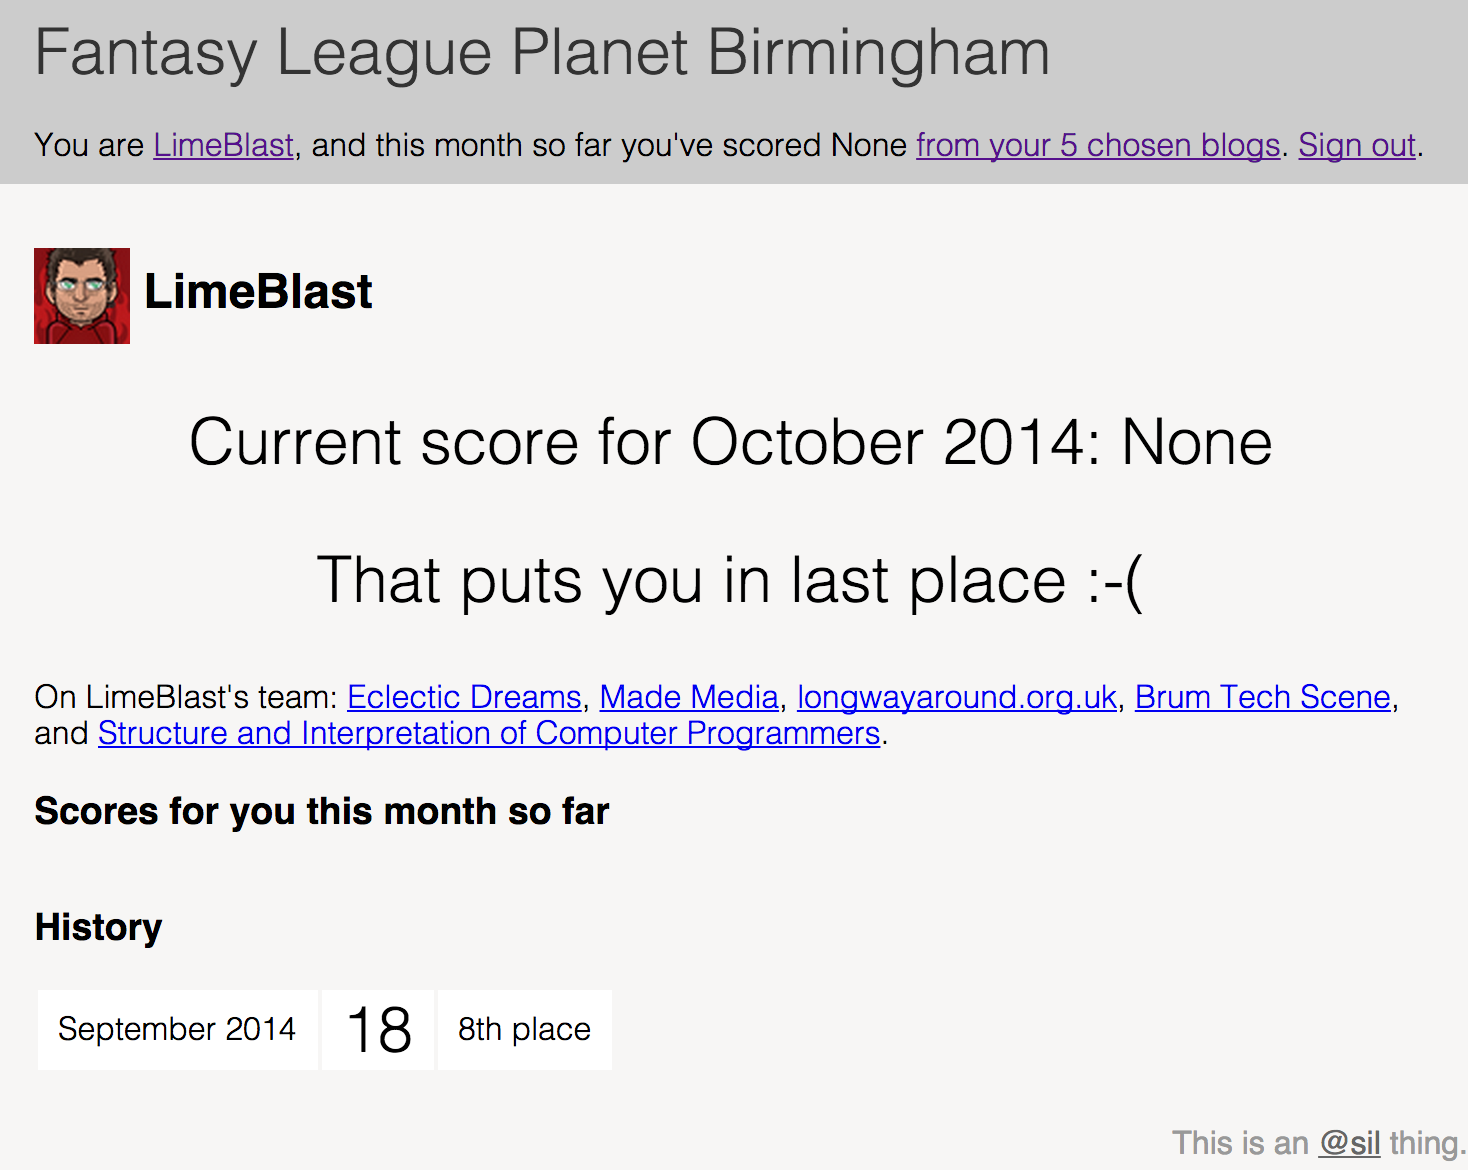 Fantasy League Planet Birmingham
You are LimeBlast, and this month so far you've scored None from your 5 chosen blogs. Sign out.
LimeBlast
Current score for October 2014: None
That puts you in last place :-(
On LimeBlast's team: Eclectic Dreams, Made Media, longwayaround.org.uk, Brum Tech Scene,
and Structure and Interpretation of Computer Programmers.
Scores for you this month so far
History
September 2014 18 8th place
This is an @sil thing.